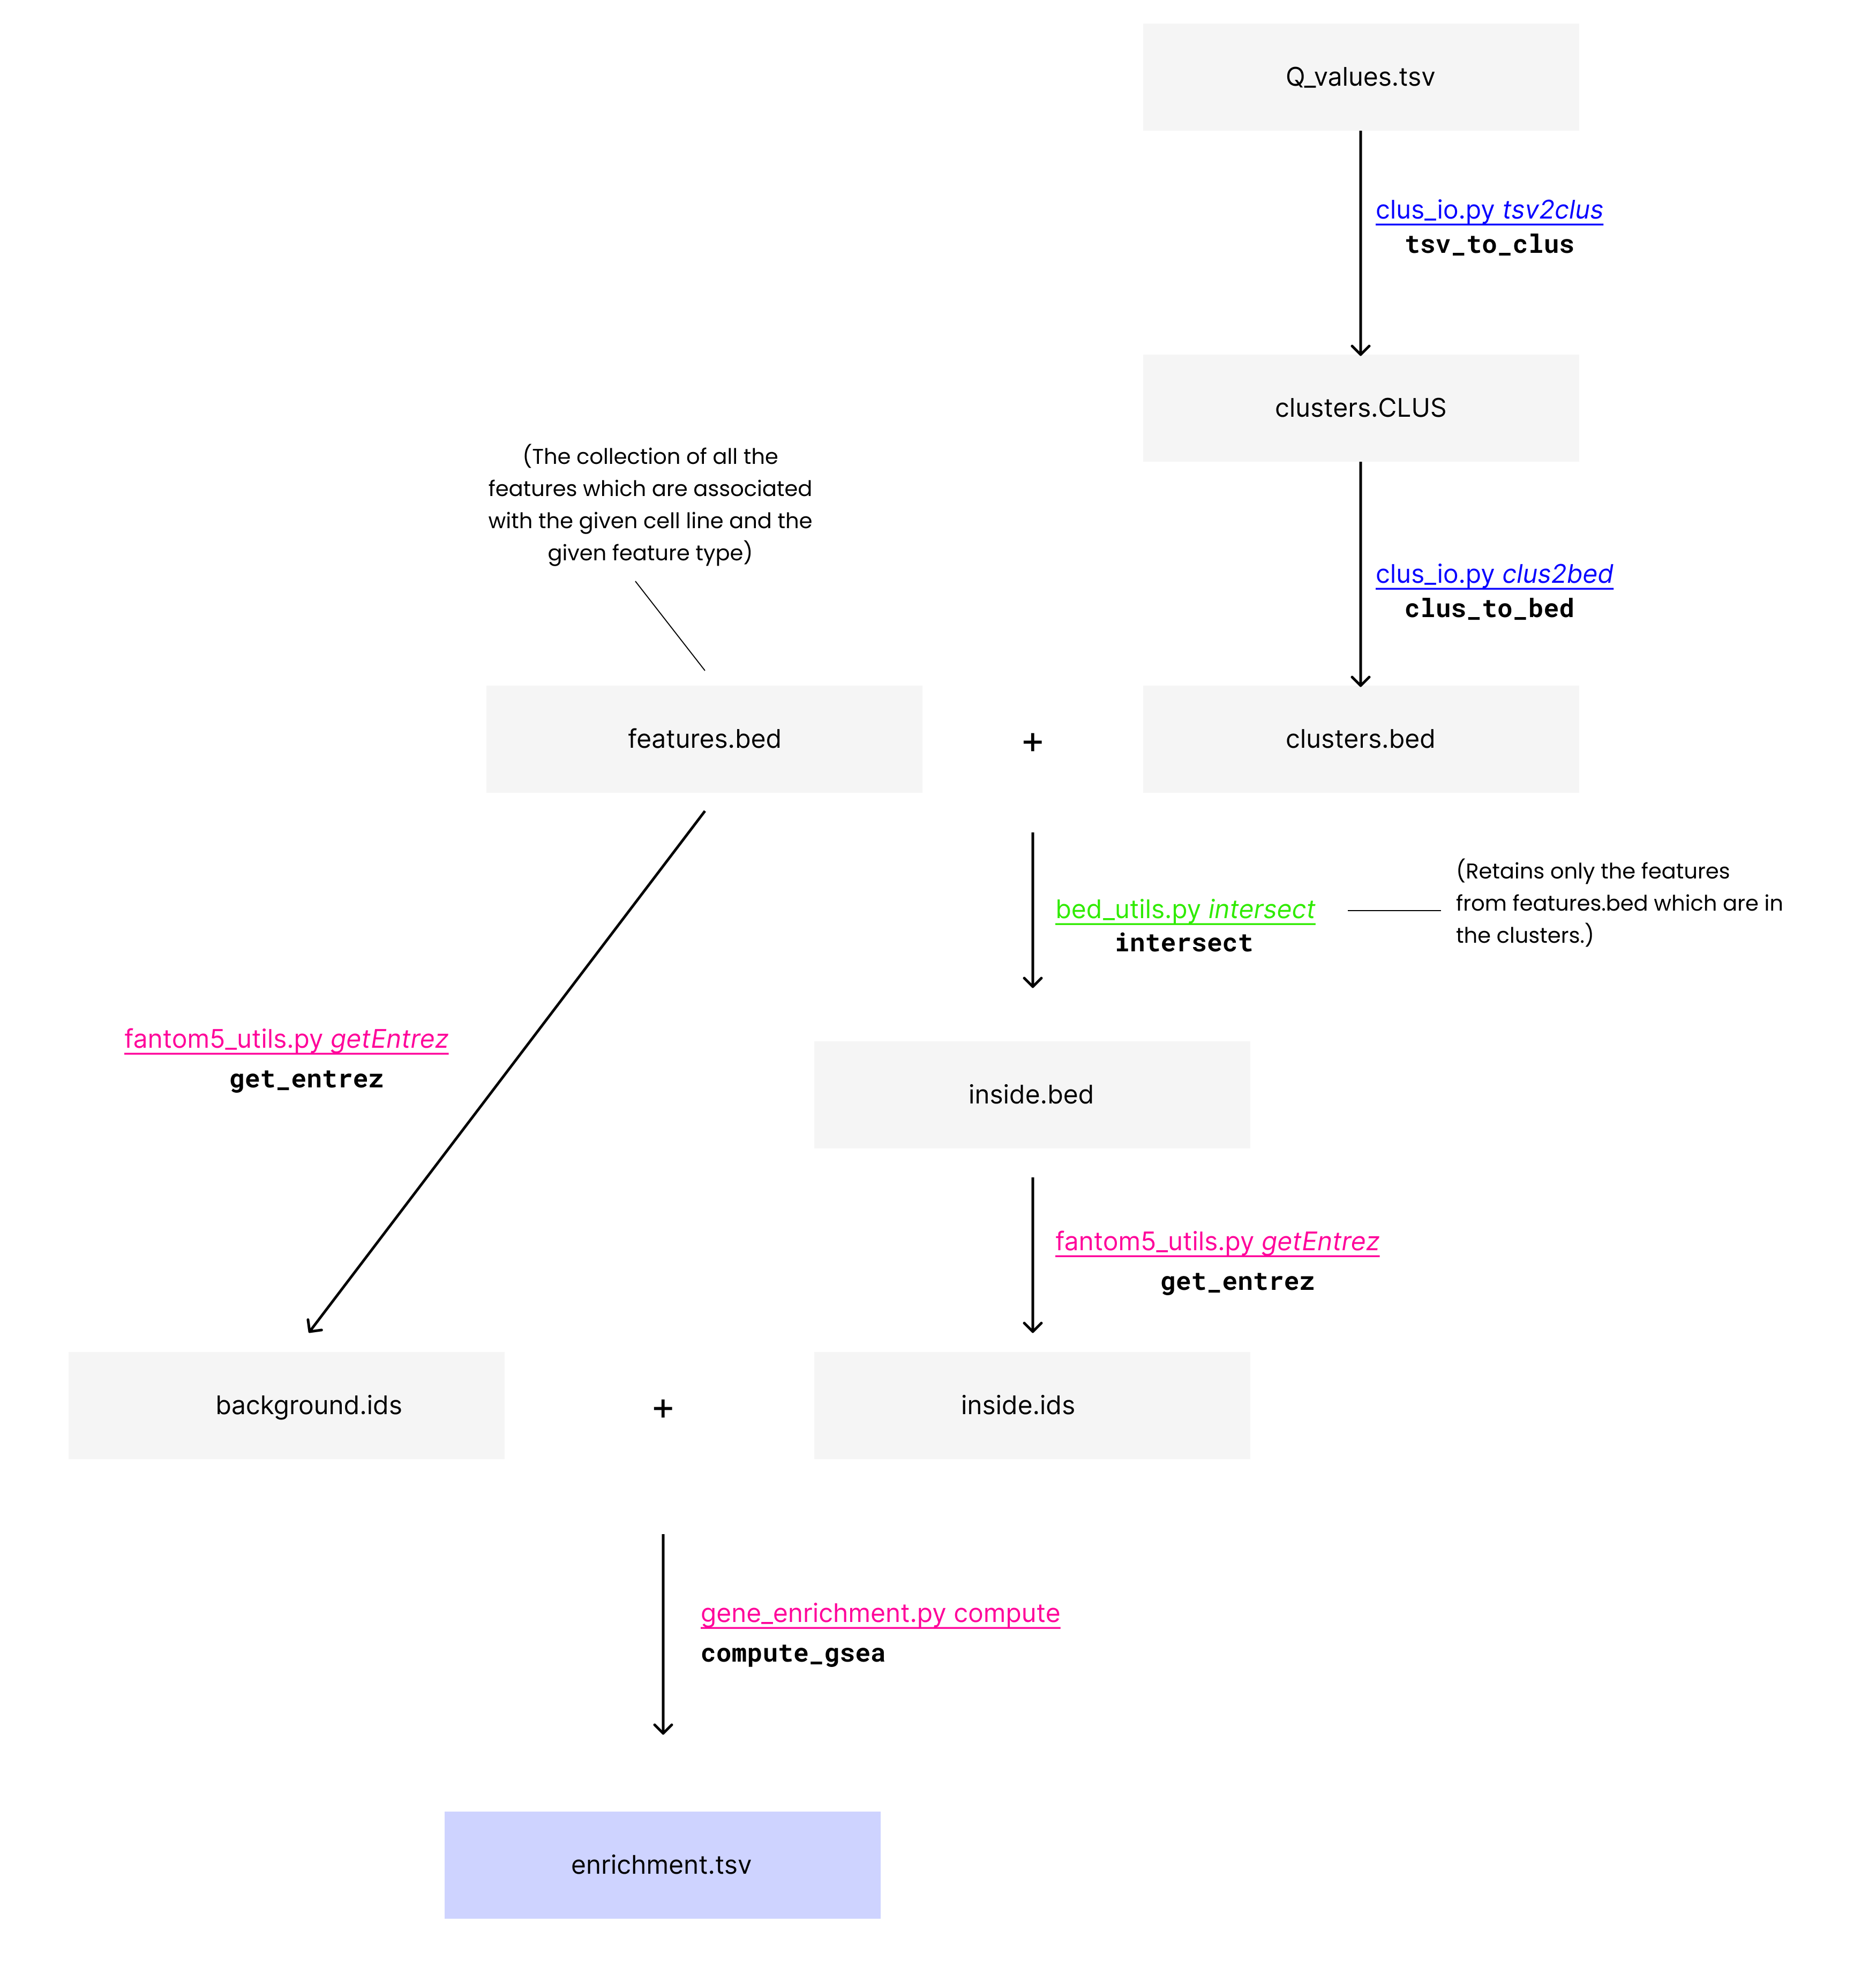 Q_values.tsv
clus_io.py tsv2clus
tsv_to_clus
clusters.CLUS
(The collection of all the
features which are associated
with the given cell line and the
given feature type)
clus_io.py clus2bed
clus_to_bed
features.bed
+
clusters.bed
(Retains only the features
from features.bed which are in
the clusters.)
bed_utils.py intersect
intersect
fantom5_utils.py getEntrez
get_entrez
inside.bed
fantom5_utils.py getEntrez
get_entrez
background.ids
+
inside.ids
gene_enrichment.py compute
compute_gsea
enrichment.tsv